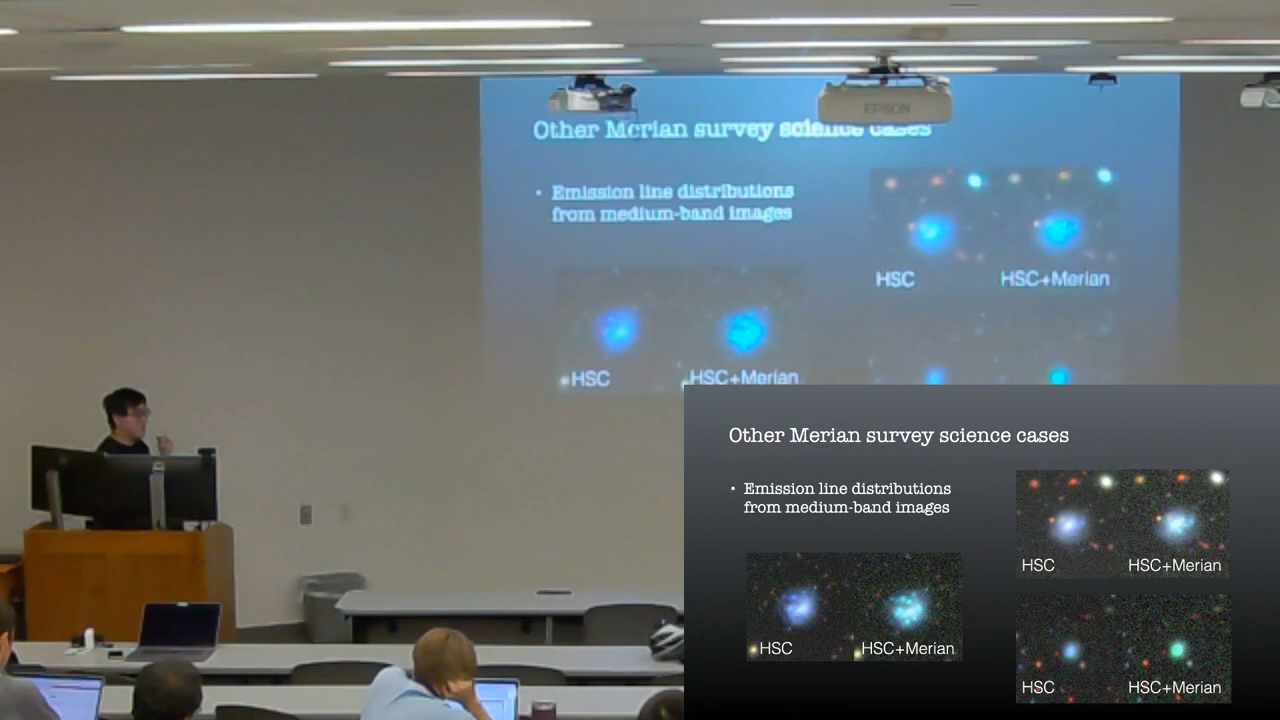 EPSON
Other Merian survey science cases
• Emission line distributions
from medium-band images
HSC
HSC+Merian
HSC
HSC+Merian
Other Merian survey science cases
• Emission line distributions
from medium-band images
HSC
HSC+Merian
HSC
HSC+Merian
HSC
HSC+Merian